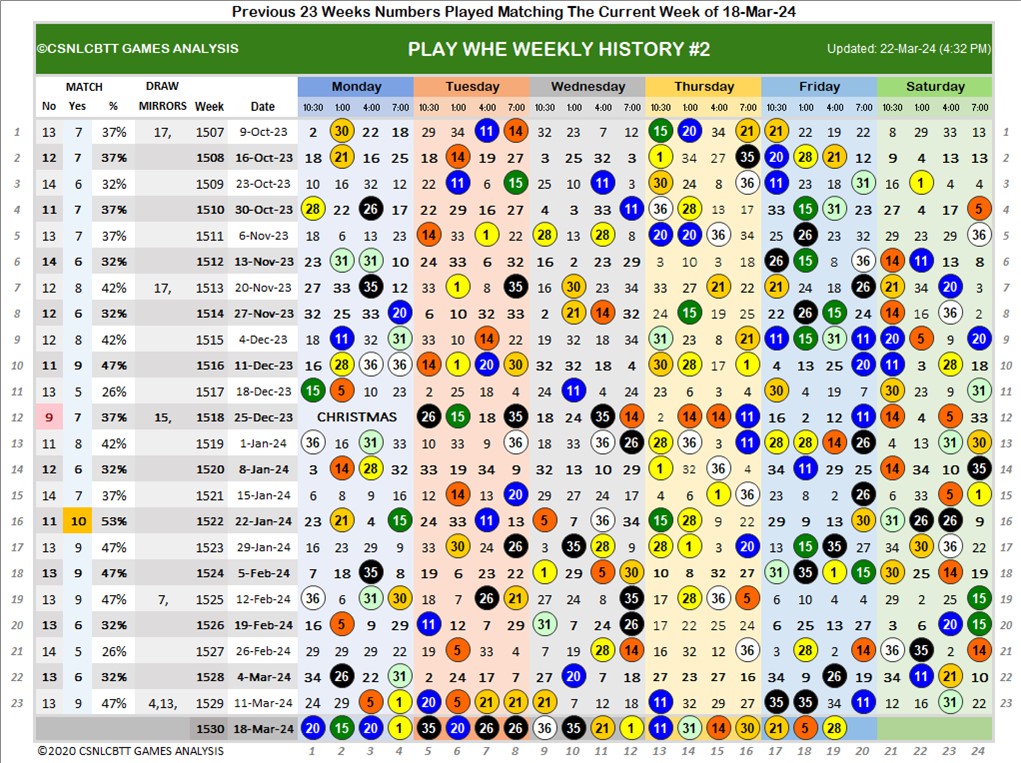 Previous 23 Weeks Numbers Played Matching The Current Week of 18-Mar-24
©CSNLCBTT GAMES ANALYSIS PLAY WHE WEEKLY HISTORY #2 Updated: 22-Mar-24 (4:32 PM)
MATCH DRAW Monday Tuesday Wednesday Thursday Friday Saturday
No Yes % MIRRORS Week Date 10:30 1:00 4:00 7:00 10:30 1:00 4:00 7:00 10:30 1:00 4:00 7:00 10:30 1:00 4:00 7:00 10:30 1:00 4:00 7:00 10:30 1:00 4:00 7:00
1 13 7 37% 17, 1507 9-Oct-23 2 30 22 18 29 34 11 14 32 23 7 12 15 20 34 21 21 22 19 22 8 29 33 13 1
2 12 7 37% 1508 16-Oct-23 18 21 16 25 18 14 19 27 3 25 32 3 1 34 27 35 20 28 21 12 9 4 13 13 2
3 14 6 32% 1509 23-Oct-23 10 16 32 12 22 11 6 15 25 10 11 3 30 24 8 36 11 23 18 31 16 1 4 4 3
4 11 7 37% 1510 30-Oct-23 28 22 26 17 22 29 16 27 4 3 33 11 36 28 13 17 33 15 31 23 27 4 17 5 4
5 13 7 37% 1511 6-Nov-23 18 6 13 23 14 33 1 22 28 13 28 8 20 20 36 34 25 26 23 32 29 23 29 36 5
6 14 6 32% 1512 13-Nov-23 23 31 31 10 24 33 6 32 16 2 23 29 3 10 3 18 26 15 8 36 14 11 13 8 6
7 12 8 42% 17, 1513 20-Nov-23 27 33 35 12 33 1 8 35 16 30 23 34 33 27 21 22 21 24 18 26 21 34 20 3 7
8 12 6 32% 1514 27-Nov-23 32 25 33 20 6 10 32 33 2 21 14 32 24 15 19 25 22 26 15 24 14 16 36 2 8
9 12 8 42% 1515 4-Dec-23 18 11 32 31 33 10 14 22 19 32 18 34 31 23 8 21 11 15 31 11 20 5 9 20 9
10 11 9 47% 1516 11-Dec-23 16 28 36 36 14 1 20 30 32 32 18 4 30 28 17 1 4 13 25 20 11 3 28 18 10
11 13 5 26% 1517 18-Dec-23 15 5 10 23 2 25 18 4 24 11 4 7 23 25 6 12 30 4 7 7 30 23 9 31 11
12 9 7 37% 15, 1518 25-Dec-23 CHRISTMAS 26 15 18 35 18 24 35 14 2 14 14 11 16 2 12 11 14 4 5 33 12
13 11 8 42% 1519 1-Jan-24 36 16 31 33 10 33 9 36 18 33 36 26 28 36 3 11 28 28 14 26 4 13 31 30 13
14 12 6 32% 1520 8-Jan-24 3 14 28 32 33 19 34 9 32 13 10 29 1 32 36 4 34 11 29 25 14 34 10 35 14
15 14 7 37% 1521 15-Jan-24 6 8 9 16 12 14 13 20 29 27 24 17 4 6 1 36 23 8 2 26 6 33 5 1 15
16 11 10 53% 1522 22-Jan-24 23 21 4 15 24 33 11 13 5 7 36 34 15 28 9 22 29 9 13 30 31 26 26 9 16
17 13 9 47% 1523 29-Jan-24 16 23 29 9 33 30 24 26 3 35 28 9 28 1 3 20 13 15 35 27 34 30 36 22 17
18 13 9 47% 1524 5-Feb-24 7 18 35 8 19 6 23 22 1 29 5 30 10 8 32 27 31 35 1 15 30 25 14 18 18
19 13 9 47% 7, 1525 12-Feb-24 36 6 31 30 18 7 26 21 27 24 8 35 17 28 36 5 6 10 4 4 29 2 25 15 19
20 13 6 32% 1526 19-Feb-24 16 5 9 29 11 12 7 29 31 7 24 26 17 22 25 24 6 25 13 27 3 6 20 15 20
21 14 5 26% 1527 26-Feb-24 29 29 29 22 19 5 33 4 7 19 28 14 16 32 12 36 3 28 2 14 36 35 2 14 21
22 13 6 32% 1528 4-Mar-24 34 26 22 31 2 24 17 7 27 20 7 18 27 23 27 16 34 9 26 19 34 11 21 10 22
23 13 9 47% 4,13, 1529 11-Mar-24 24 29 5 1 20 5 21 21 21 7 12 18 11 32 29 27 35 35 34 11 12 16 31 22 23
1530 18-Mar-24 20 15 20 1 35 20 26 26 36 35 21 1 11 31 14 30 21 5 28
©2020 CSNLCBTT GAMES ANALYSIS 1 2 3 4 5 6 7 8 9 10 11 12 13 14 15 16 17 18 19 20 21 22 23 24